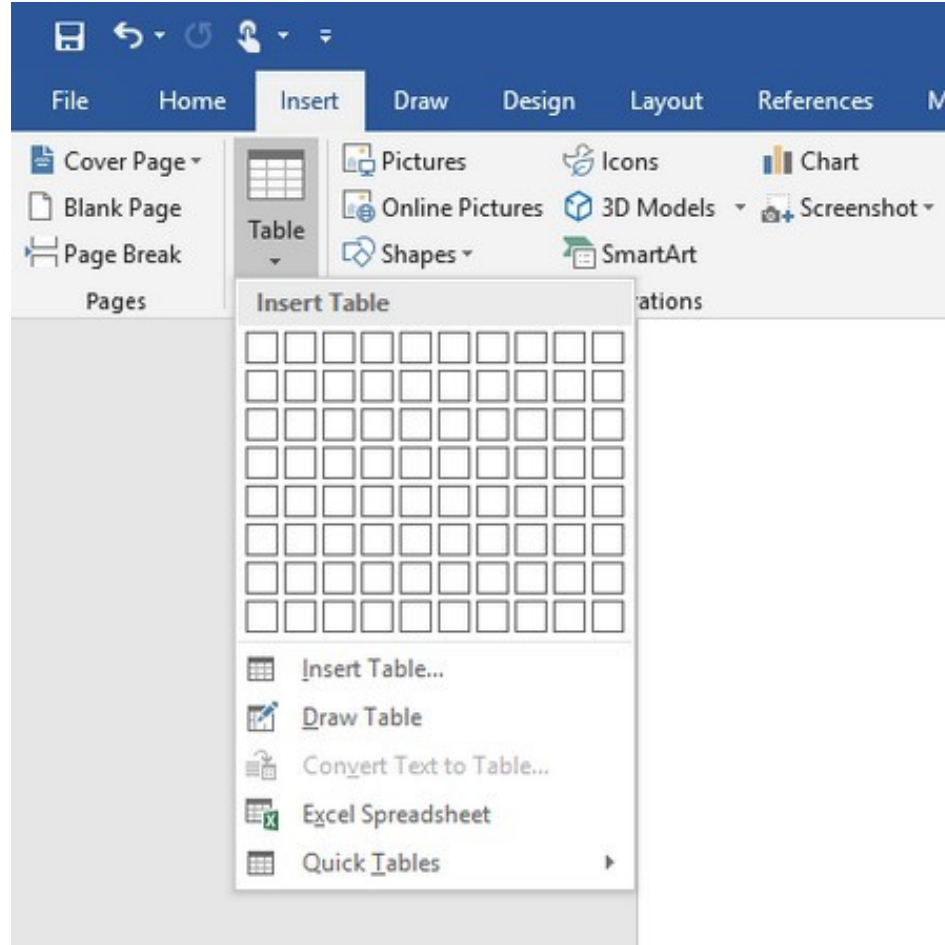 File Home Insert Draw Design Layout References M
Cover Page
Blank Page
Page Break
Pages
Table
Pictures
Online Pictures
Shapes
Icons
3D Models
SmartArt
Chart
Screenshot
rations
Insert Table
Insert Table...
Draw Table
Convert Text to Table...
Excel Spreadsheet
Quick Tables